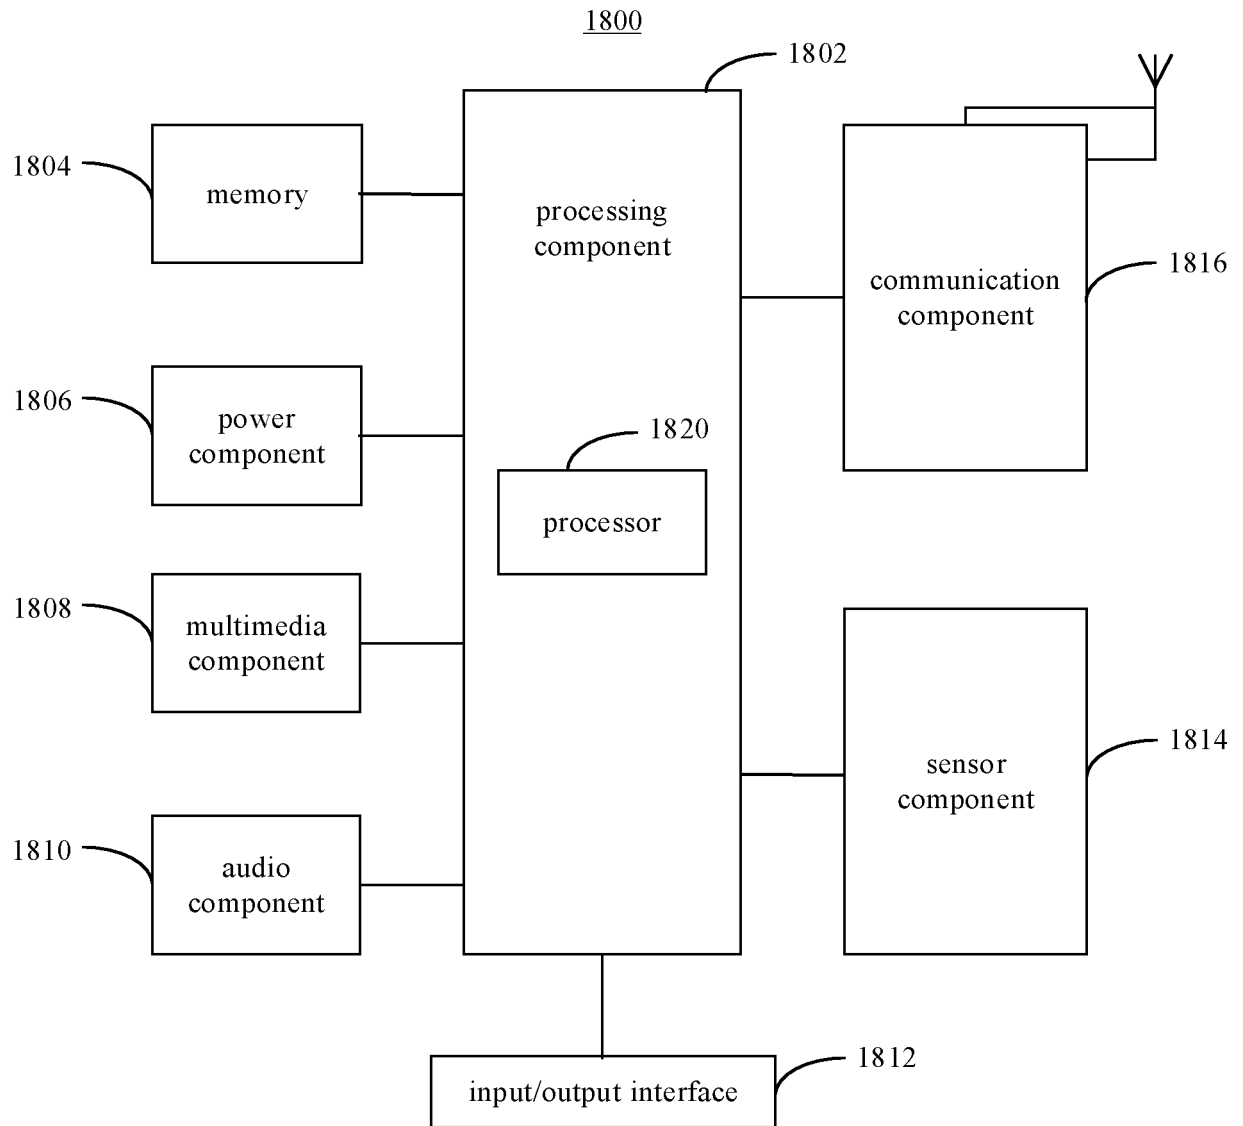 1800
1802
1804
memory
processing
component
communication
component
1816
1806
power
component
1820
processor
1808
multimedia
component
sensor
component
1814
1810
audio
component
input/output interface
1812